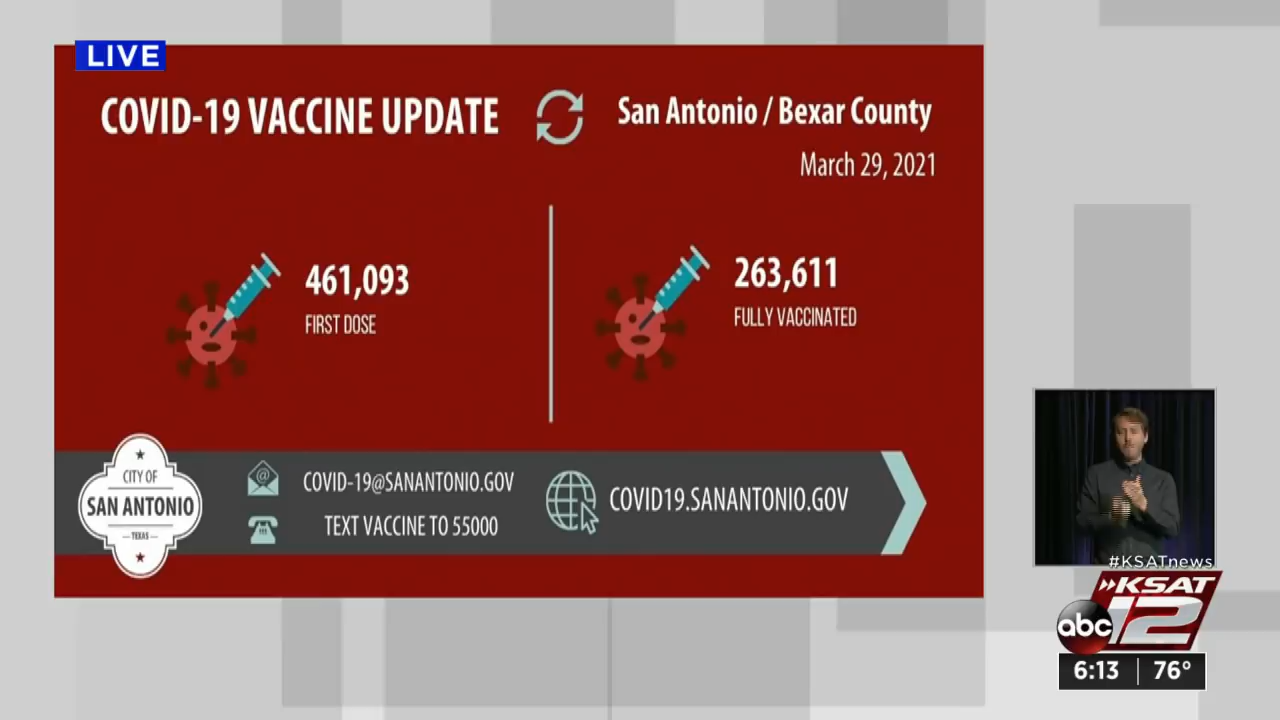 LIVE
COVID-19 VACCINE UPDATE
San Antonio / Bexar County
March 29, 2021
461,093
FIRST DOSE
263,611
FULLY VACCINATED
CITY OF
SAN ANTONIO
TEXAS
COVID-19@SANANTONIO.GOV
TEXT VACCINE TO 55000
COVID19.SANANTONIO.GOV
#KSATnews
KSAT
abc 12
6:13 76°